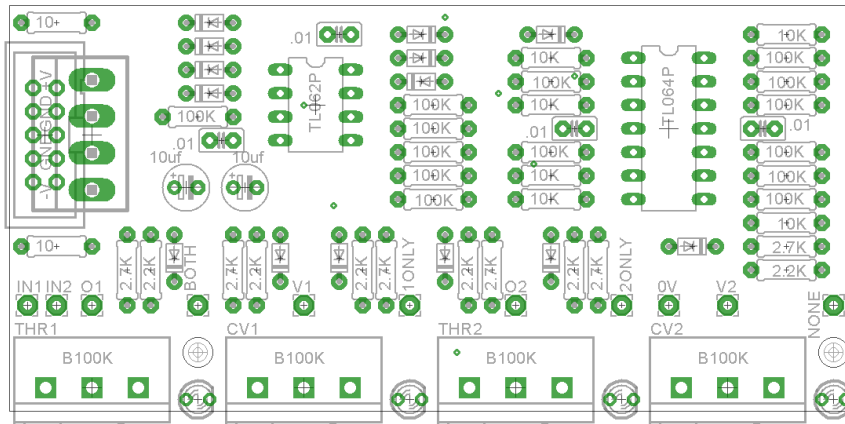 10
.01
10K
10K
100K
10K
100K
10K
100K
100K
.01
.01
.01
10uf
10uf
100K
100K
100K
100K
100K
100K
10K
10K
100K
100K
100K
10K
2.7K
2.2K
TL062P
TL064P
+V
GND
GND
-V
10
2.7K
2.2K
BOTH
2.7K
2.2K
2.2K
2.7K
1ONLY
2.2K
2.7K
2.2K
2.7K
2ONLY
IN1
IN2
O1
V1
O2
0V
V2
NONE
THR1
CV1
THR2
CV2
B100K
B100K
B100K
B100K